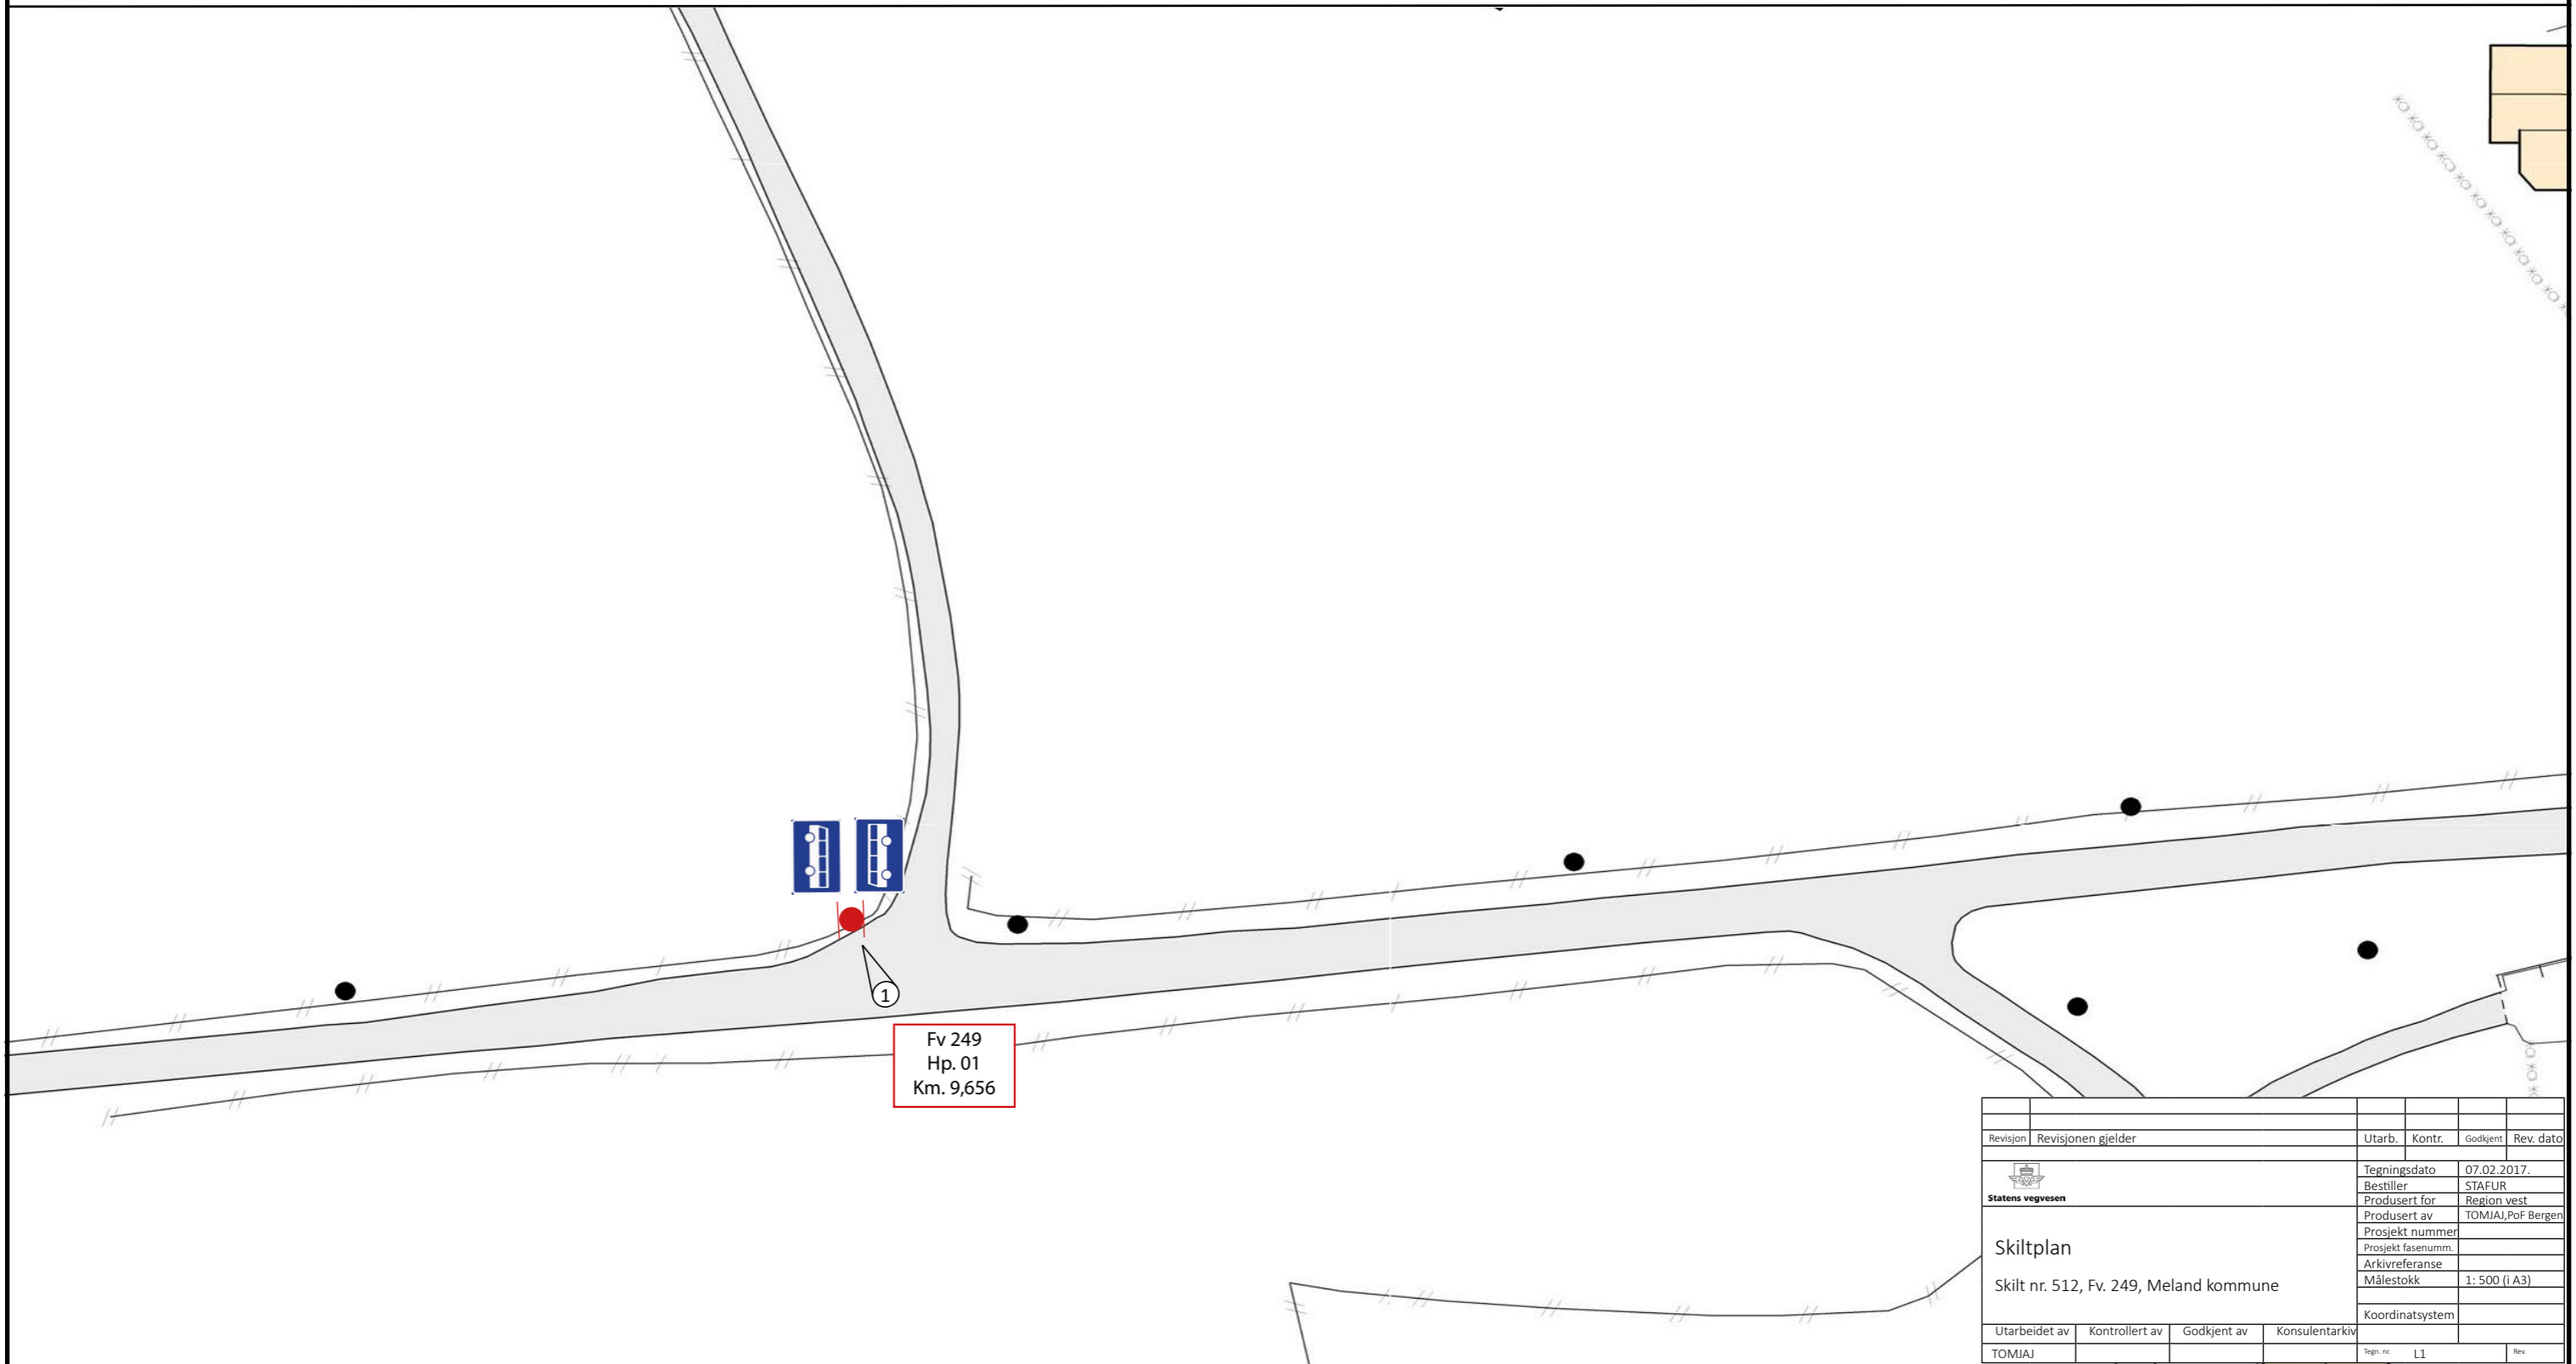 1
Fv 249
Hp. 01
Km. 9,656
Revisjon Revisjonen gjelder Utarb. Kontr. Godkjent Rev. dato
Statens vegvesen
Tegningsdato 07.02.2017.
Bestiller STAFUR
Produsert for Region vest
Produsert av TOMJAJ,PoF Bergen
Prosjekt nummer
Prosjekt fasenumm.
Arkivreferanse
Målestokk 1: 500 (i A3)
Koordinatsystem
Skiltplan
Skilt nr. 512, Fv. 249, Meland kommune
Utarbeidet av Kontrollert av Godkjent av Konsulentarkiv
TOMJAJ Tegn. nr. L1 Rev.